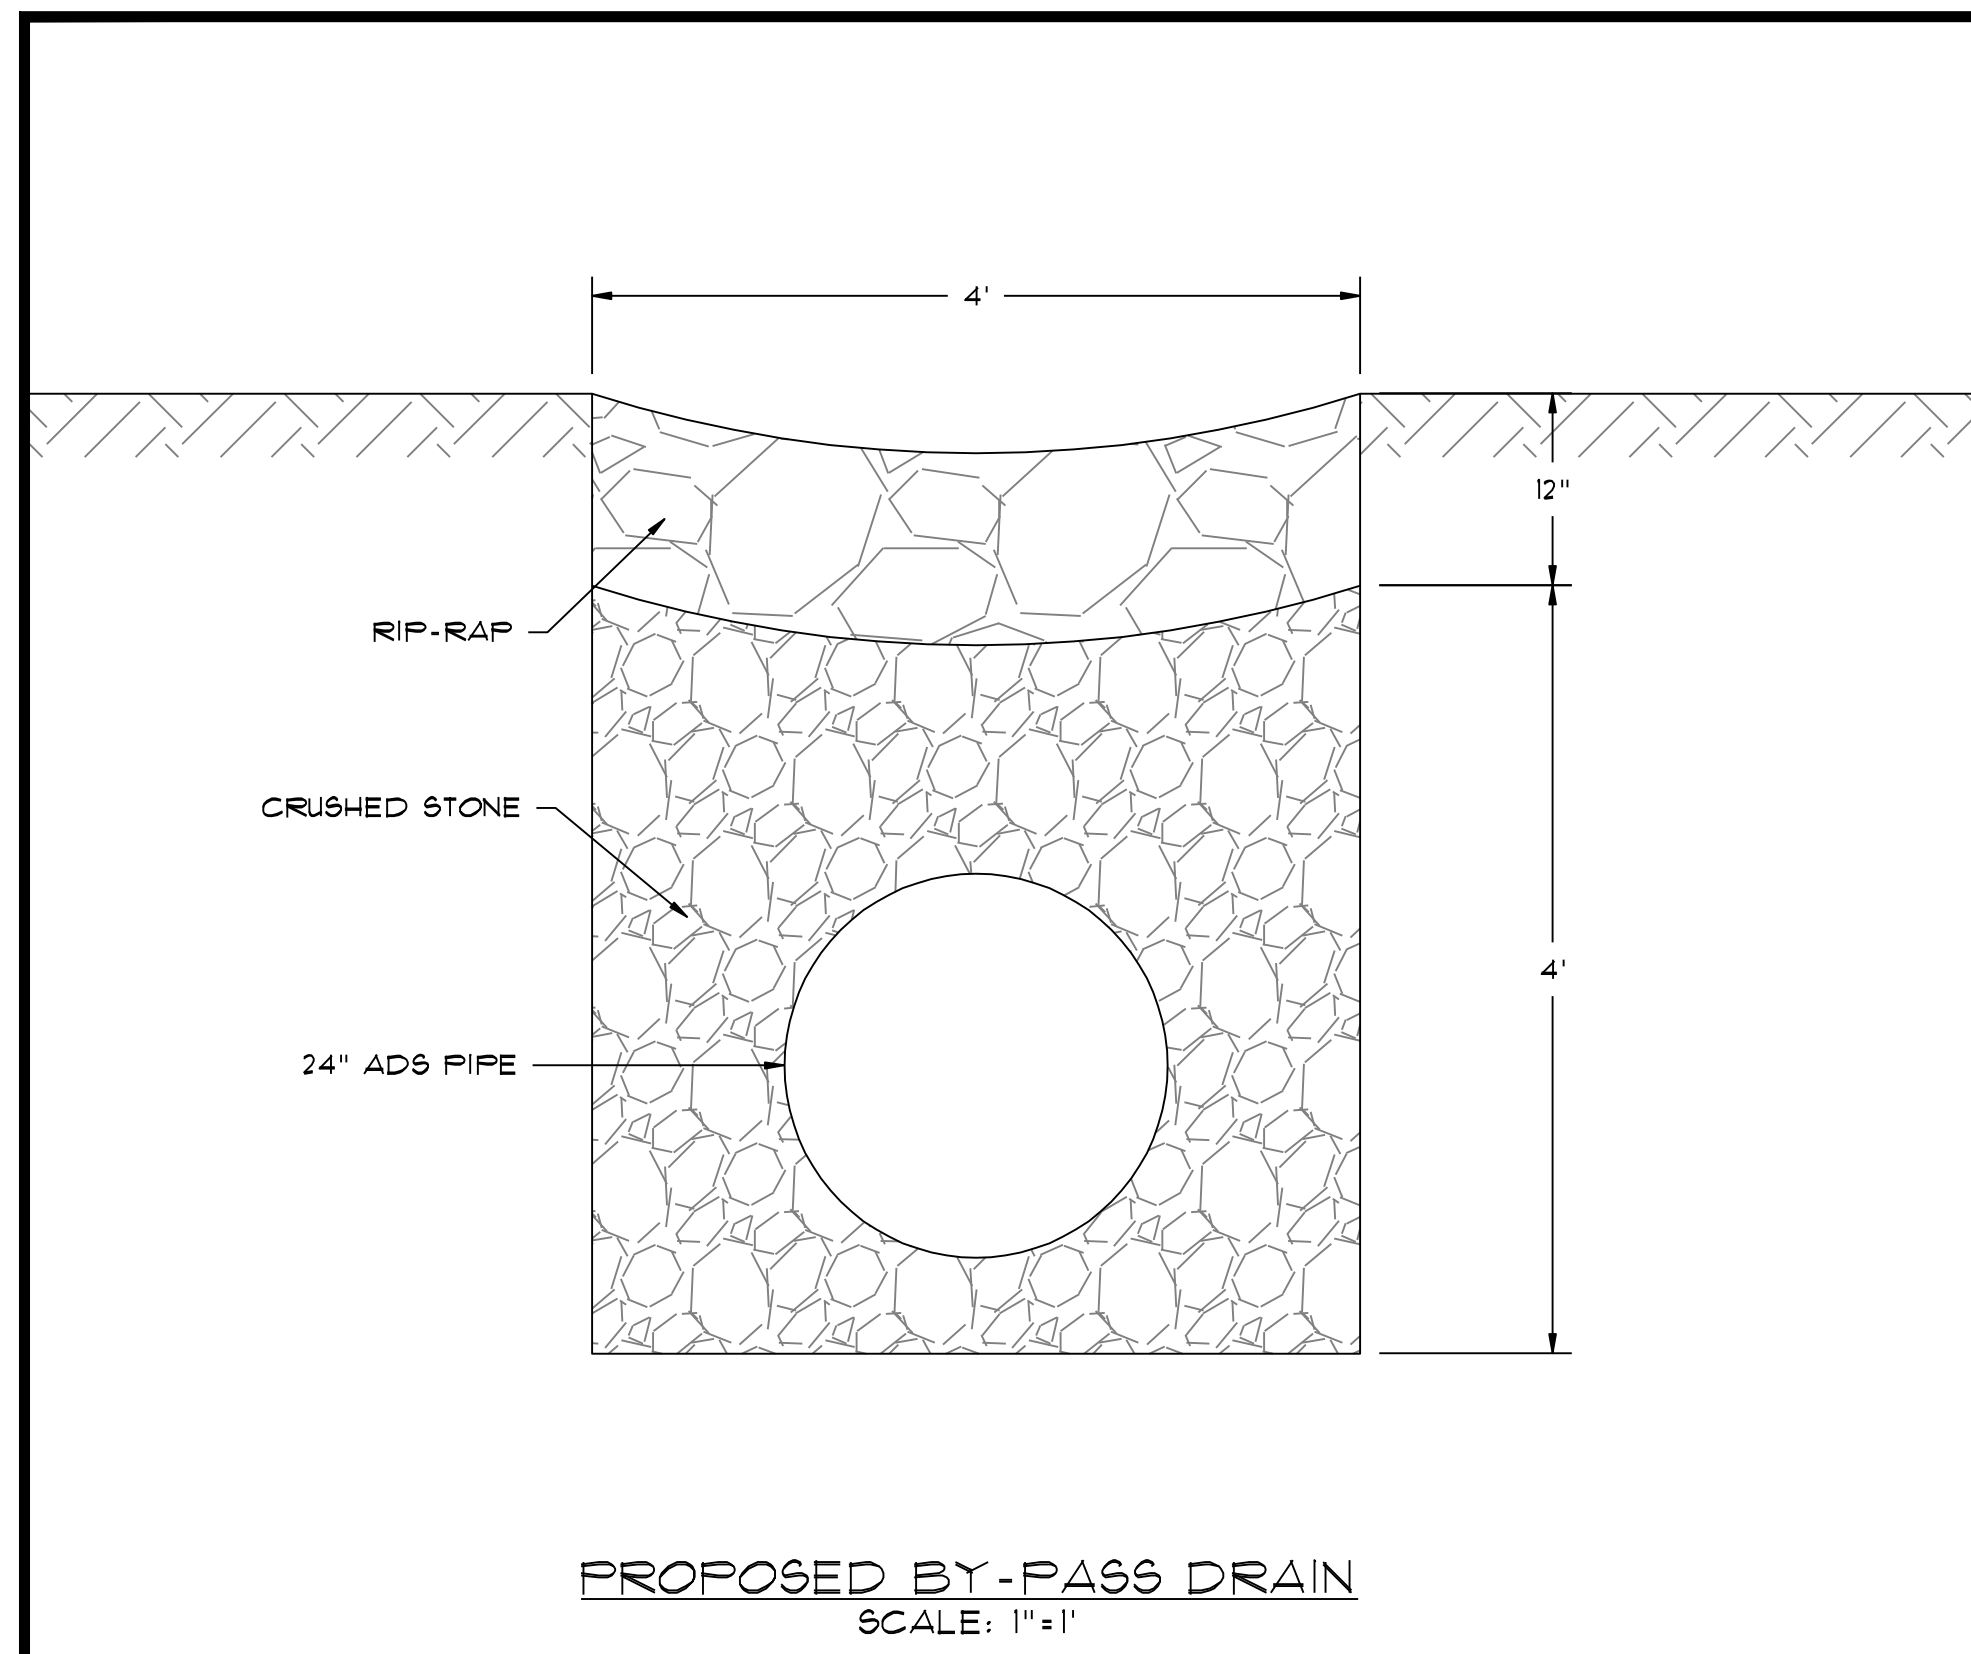 4'
12"
RIP-RAP
CRUSHED STONE
4'
24" ADS PIPE
PROPOSED BY-PASS DRAIN
SCALE: 1"=1'